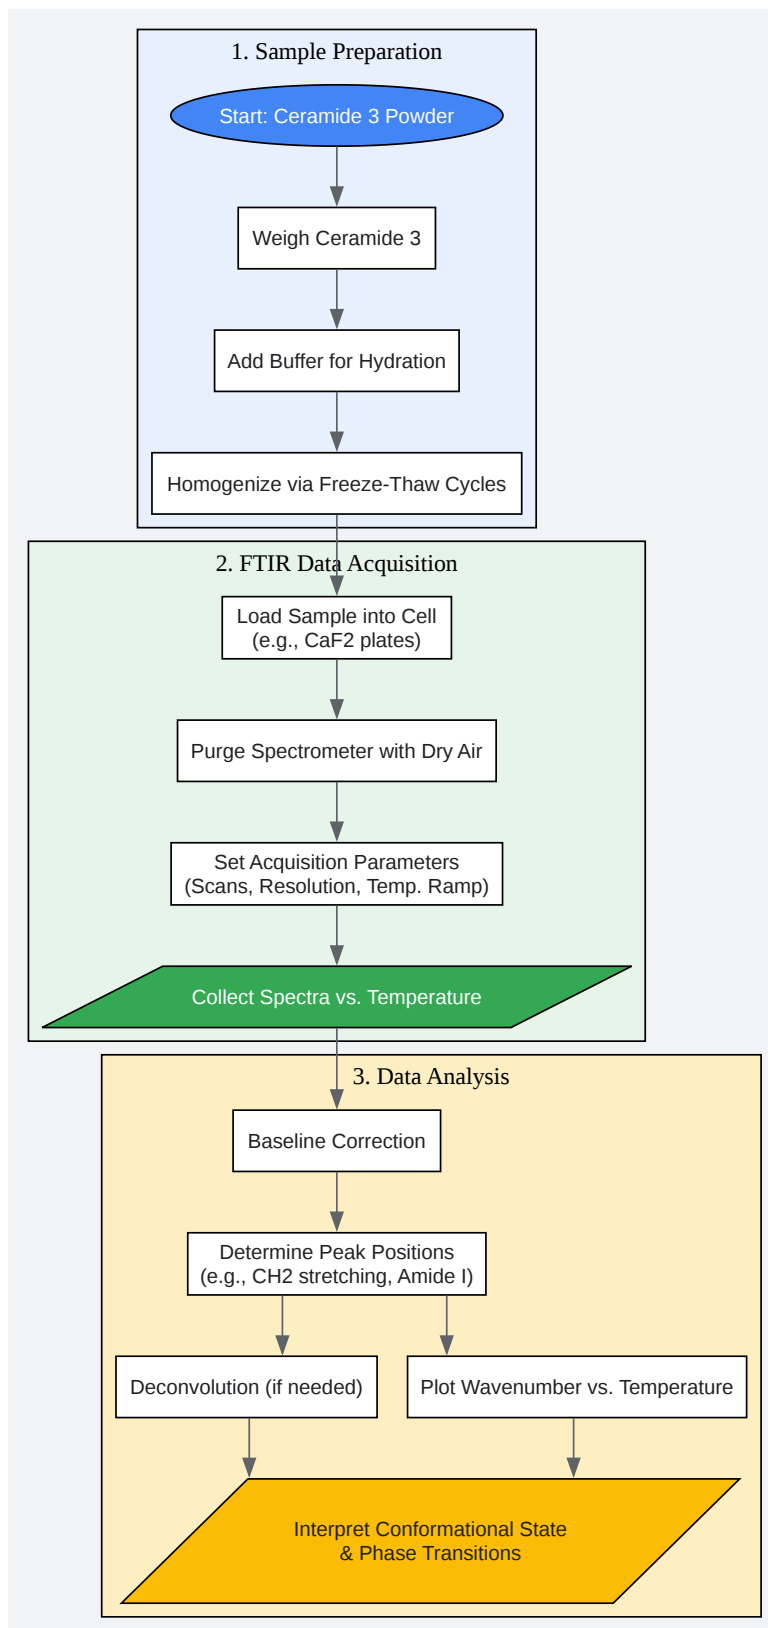 1. Sample Preparation
Start: Ceramide 3 Powder
Weigh Ceramide 3
Add Buffer for Hydration
Homogenize via Freeze-Thaw Cycles
2. FTIR Data Acquisition
Load Sample into Cell
(e.g., CaF2 plates)
Purge Spectrometer with Dry Air
Set Acquisition Parameters
(Scans, Resolution, Temp. Ramp)
Collect Spectra vs. Temperature
3. Data Analysis
Baseline Correction
Determine Peak Positions
(e.g., CH2 stretching, Amide I)
Deconvolution (if needed)
Plot Wavenumber vs. Temperature
Interpret Conformational State
& Phase Transitions